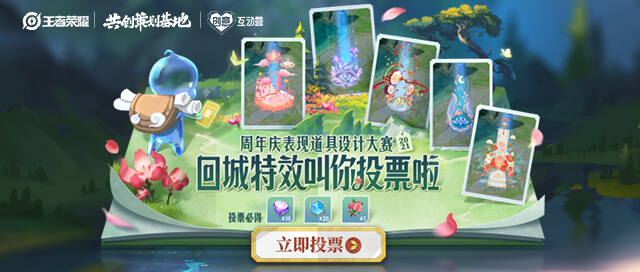 王者荣耀
共创策划基地
创意互动营
周年庆表现道具设计大赛
回城特效叫你投票啦
投票必得
x15
x20
x1
立即投票